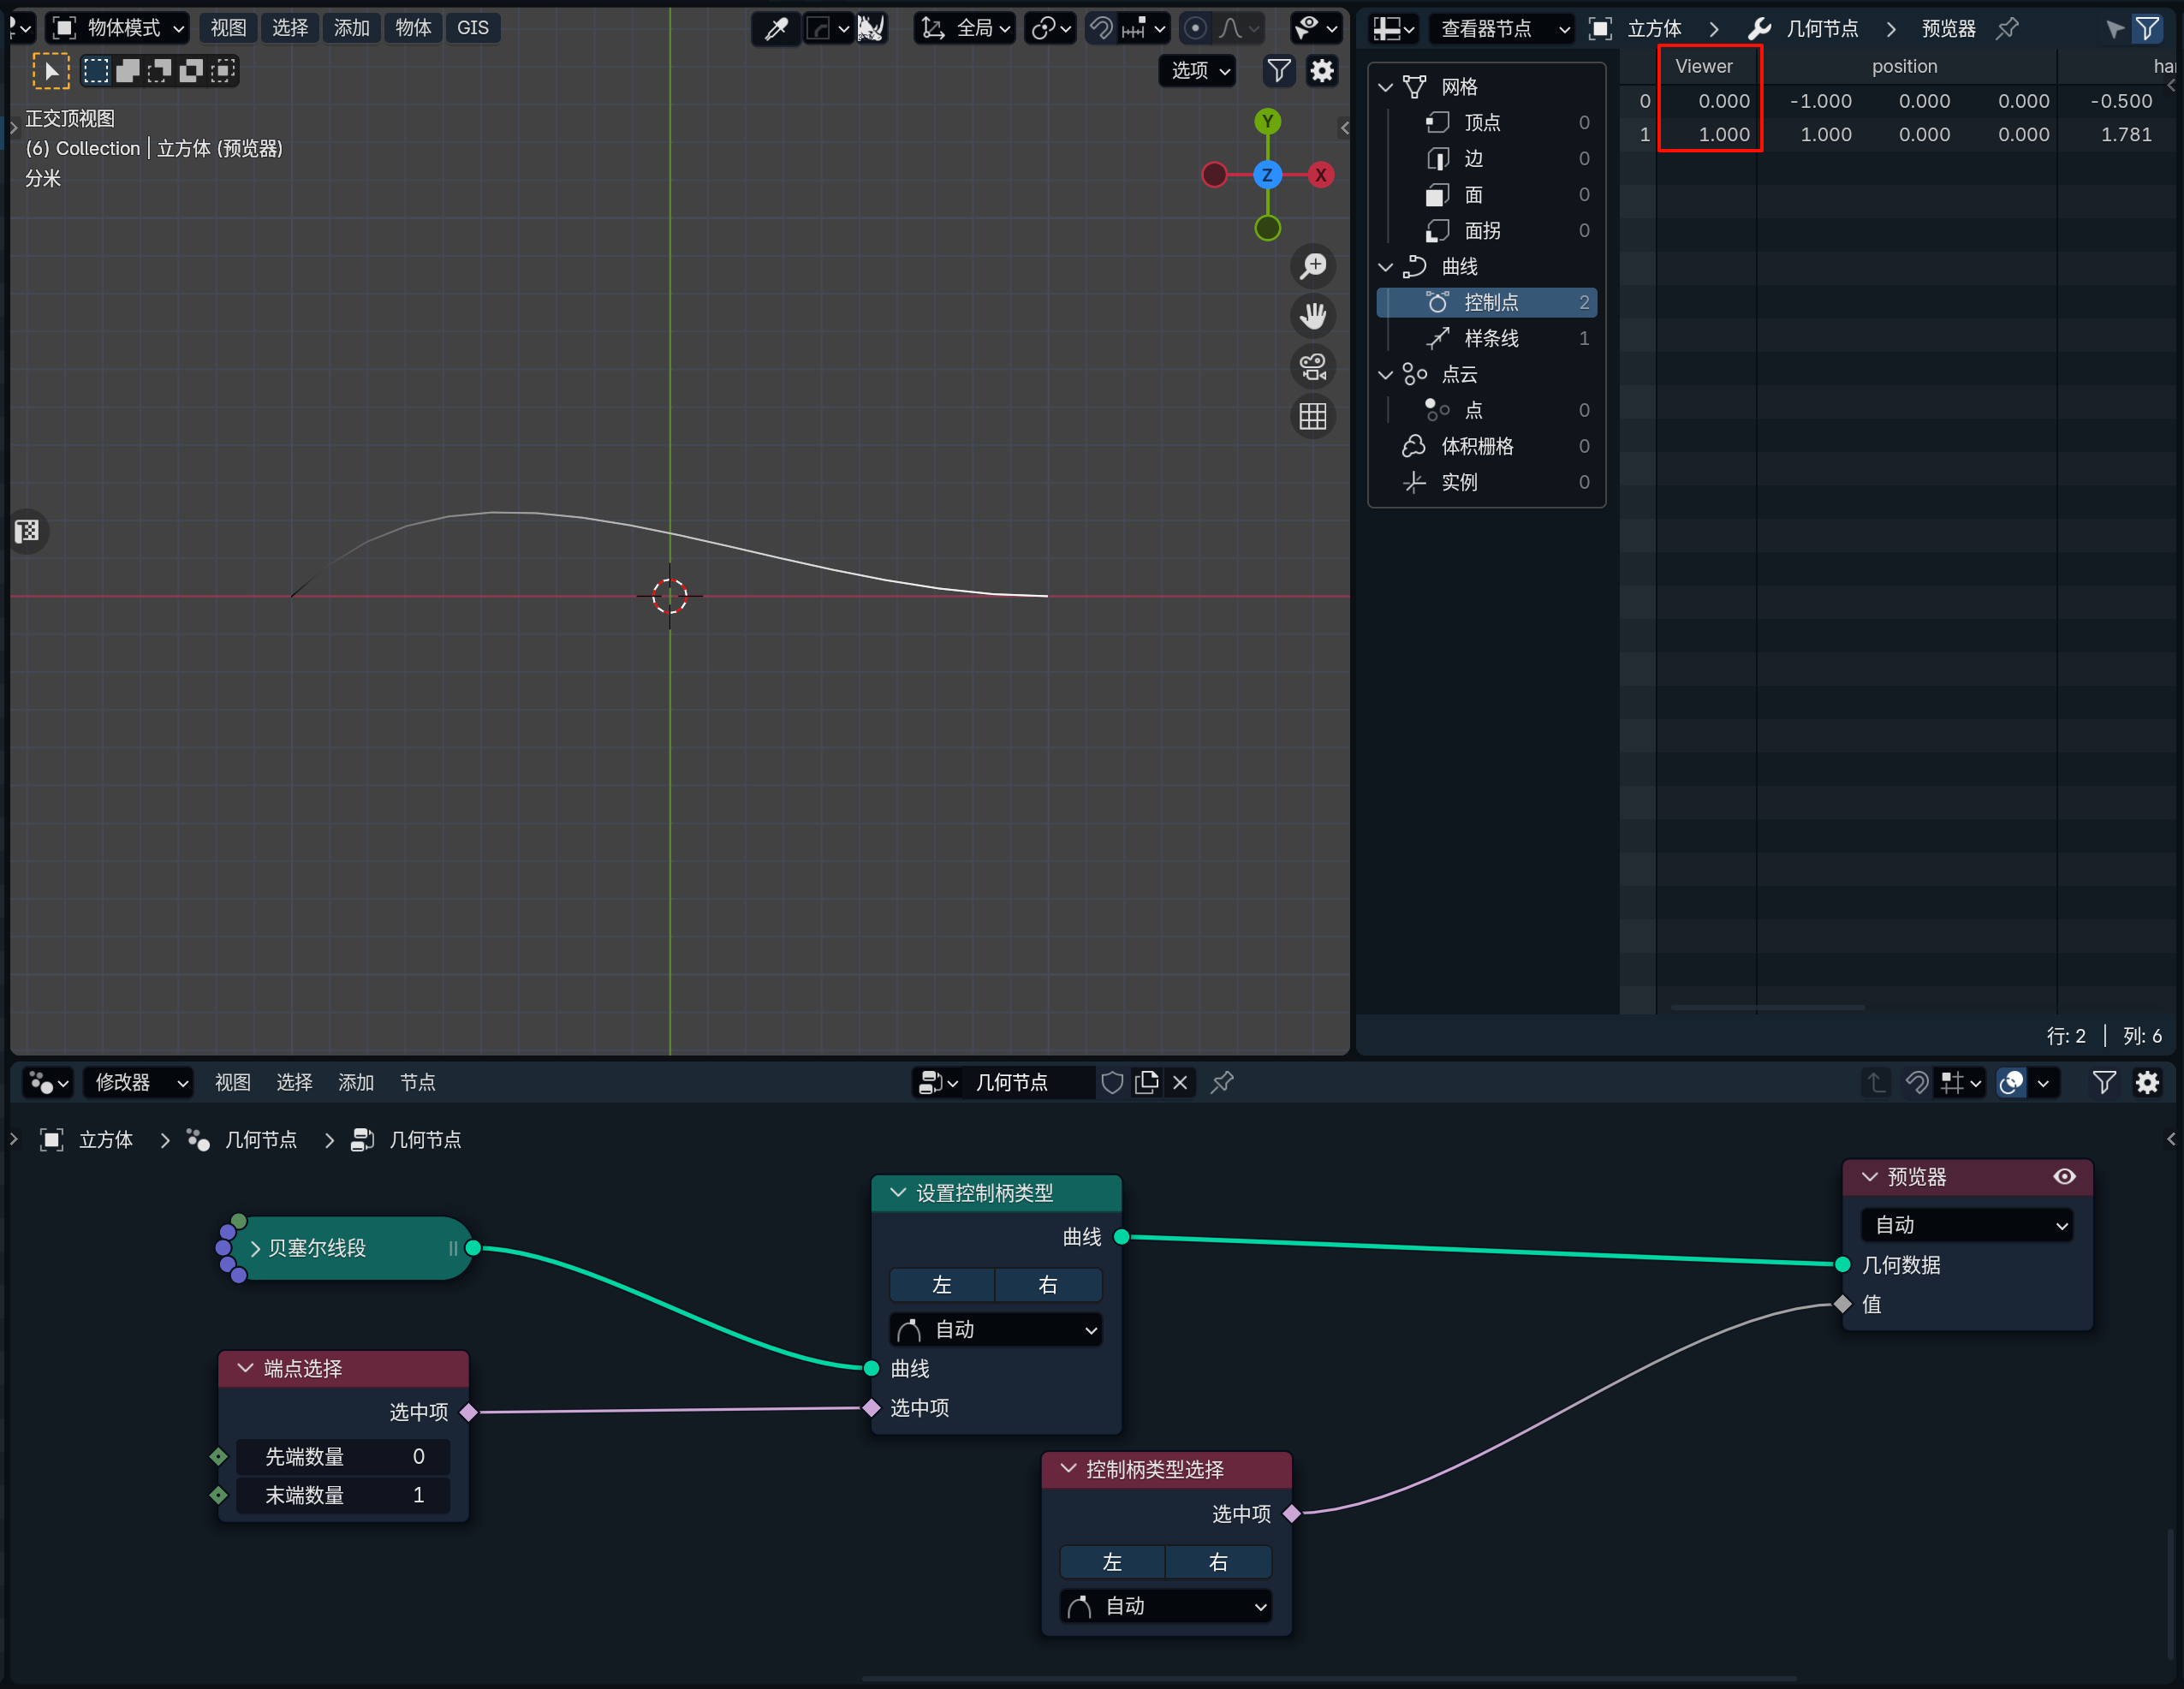 物体模式 视图 选择 添加 物体 GIS 全局
选项
正交顶视图
(6) Collection | 立方体 (预览器)
分米
Y
Z X
查看器节点 立方体 几何节点 预览器
网格
顶点 0
边 0
面 0
面拐 0
曲线
控制点 2
样条线 1
点云
点 0
体积栅格 0
实例 0
Viewer position
0 0.000 -1.000 0.000 0.000 -0.500
1 1.000 1.000 0.000 0.000 1.781
行: 2 | 列: 6
修改器 视图 选择 添加 节点 几何节点
立方体 几何节点 几何节点
贝塞尔线段
端点选择
选中项
先端数量 0
末端数量 1
设置控制柄类型
曲线
左 右
自动
曲线
选中项
控制柄类型选择
选中项
左 右
自动
预览器
自动
几何数据
值